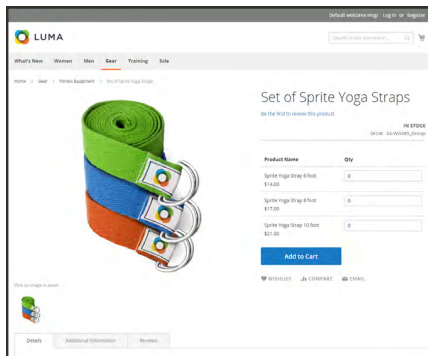 Default welcome msg! Log In or Register
LUMA
What's New Women Men Gear Training Sale
Home > Gear > Fitness Equipment > Set of Sprite Yoga Straps
Set of Sprite Yoga Straps
Be the first to review this product
IN STOCK
Product Name Qty
Sprite Yoga Strap 6 foot 0
$14.00
Sprite Yoga Strap 8 foot 0
$17.00
Sprite Yoga Strap 10 foot 0
$21.00
Add to Cart
WISHLIST COMPARE EMAIL
Details Additional Information Reviews